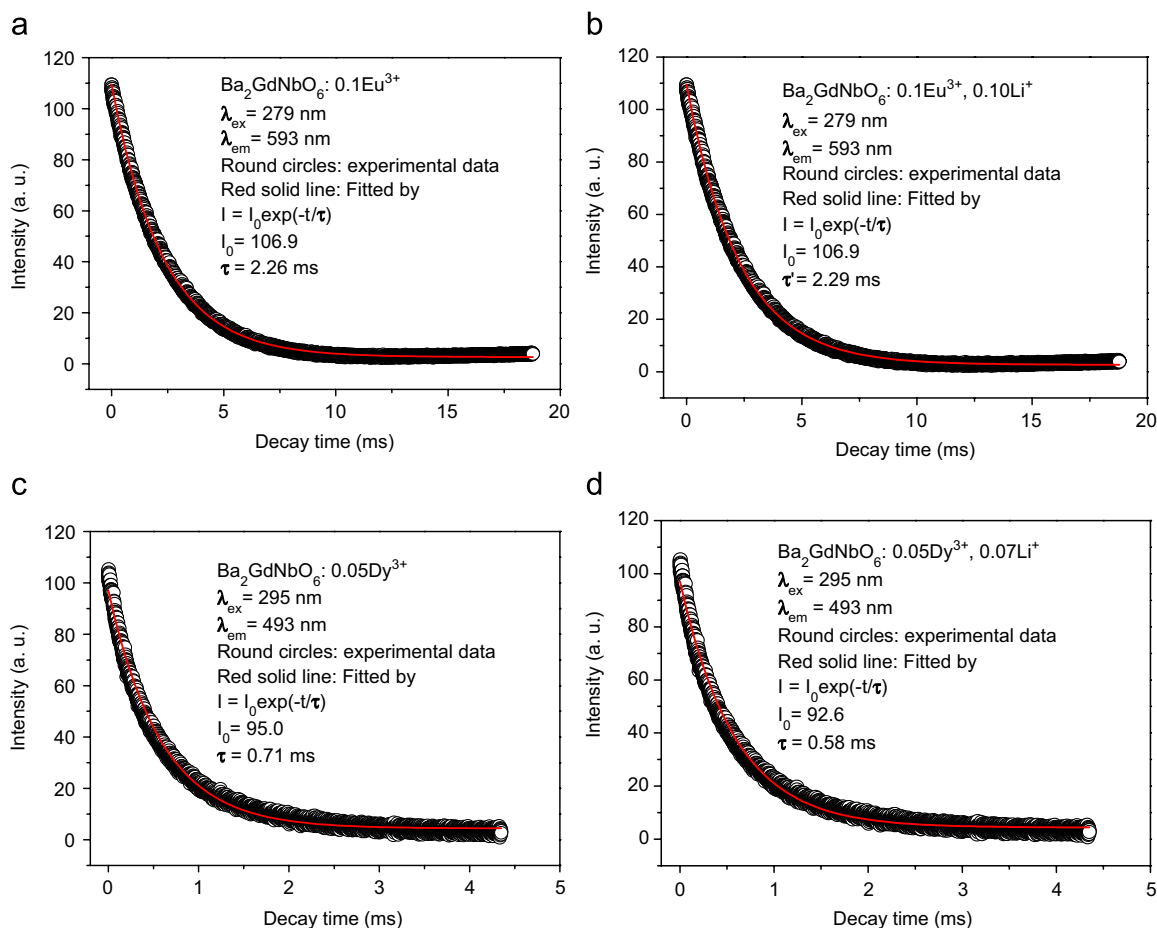 a
120
100
80
60
40
20
0
Intensity (a. u.)
Ba₂GdNbO₆: 0.1Eu³⁺
λex = 279 nm
λem = 593 nm
Round circles: experimental data
Red solid line: Fitted by
I = I₀exp(-t/τ)
I₀= 106.9
τ = 2.26 ms
0 5 10 15 20
Decay time (ms)
b
120
100
80
60
40
20
0
Intensity (a. u.)
Ba₂GdNbO₆: 0.1Eu³⁺, 0.10Li⁺
λex = 279 nm
λem = 593 nm
Round circles: experimental data
Red solid line: Fitted by
I = I₀exp(-t/τ)
I₀= 106.9
τ'= 2.29 ms
0 5 10 15 20
Decay time (ms)
c
120
100
80
60
40
20
0
Intensity (a. u.)
Ba₂GdNbO₆: 0.05Dy³⁺
λex = 295 nm
λem = 493 nm
Round circles: experimental data
Red solid line: Fitted by
I = I₀exp(-t/τ)
I₀= 95.0
τ = 0.71 ms
0 1 2 3 4 5
Decay time (ms)
d
120
100
80
60
40
20
0
Intensity (a. u.)
Ba₂GdNbO₆: 0.05Dy³⁺, 0.07Li⁺
λex = 295 nm
λem = 493 nm
Round circles: experimental data
Red solid line: Fitted by
I = I₀exp(-t/τ)
I₀= 92.6
τ = 0.58 ms
0 1 2 3 4 5
Decay time (ms)